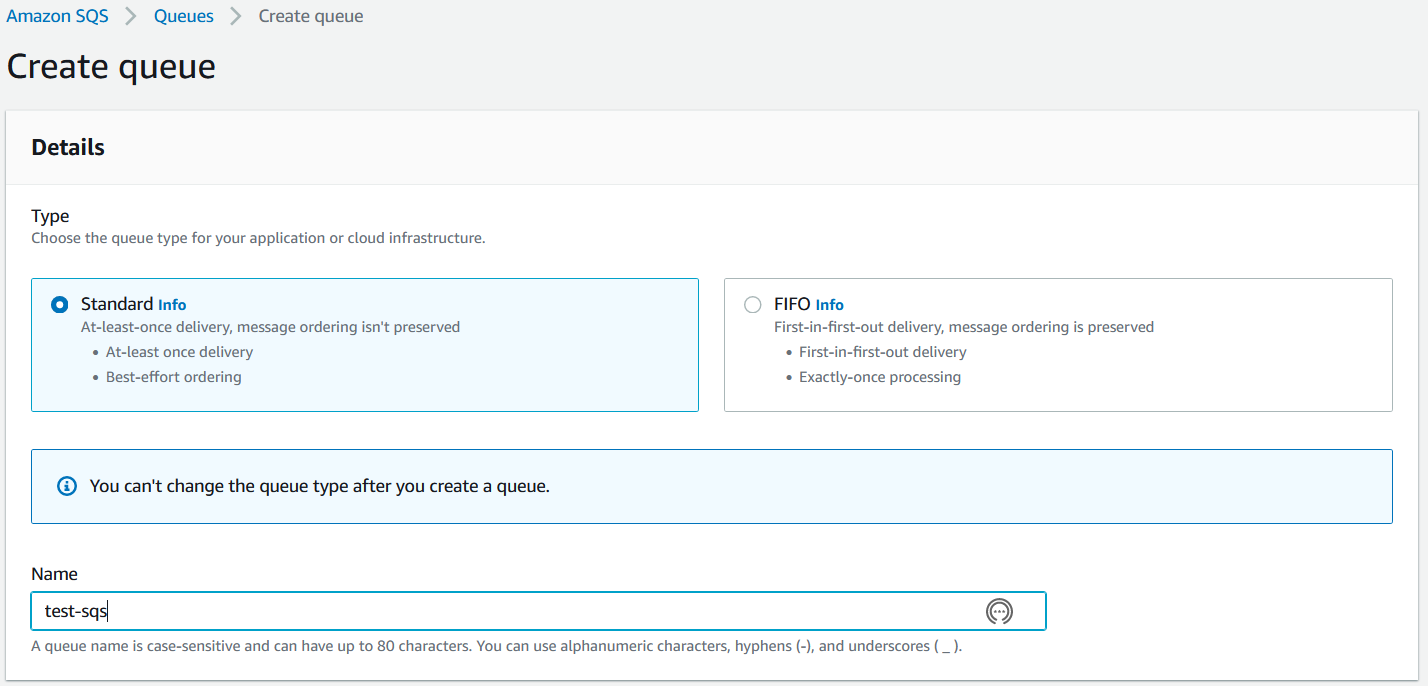 Amazon SQS > Queues > Create queue
Create queue
Details
Type
Choose the queue type for your application or cloud infrastructure.
Standard Info
At-least-once delivery, message ordering isn't preserved
• At-least once delivery
• Best-effort ordering
FIFO Info
First-in-first-out delivery, message ordering is preserved
• First-in-first-out delivery
• Exactly-once processing
You can't change the queue type after you create a queue.
Name
test-sqs
A queue name is case-sensitive and can have up to 80 characters. You can use alphanumeric characters, hyphens (-), and underscores ( _ ).